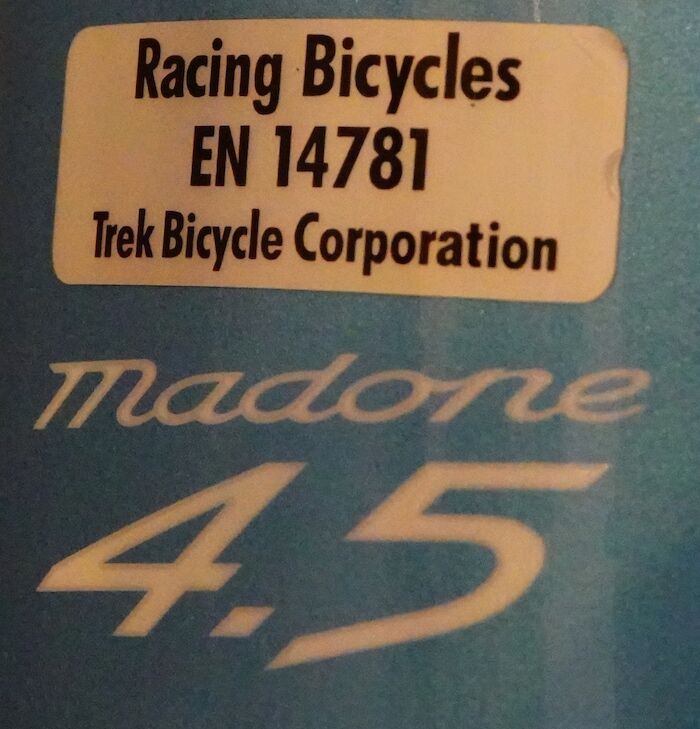 Racing Bicycles
EN 14781
Trek Bicycle Corporation
madone
4.5